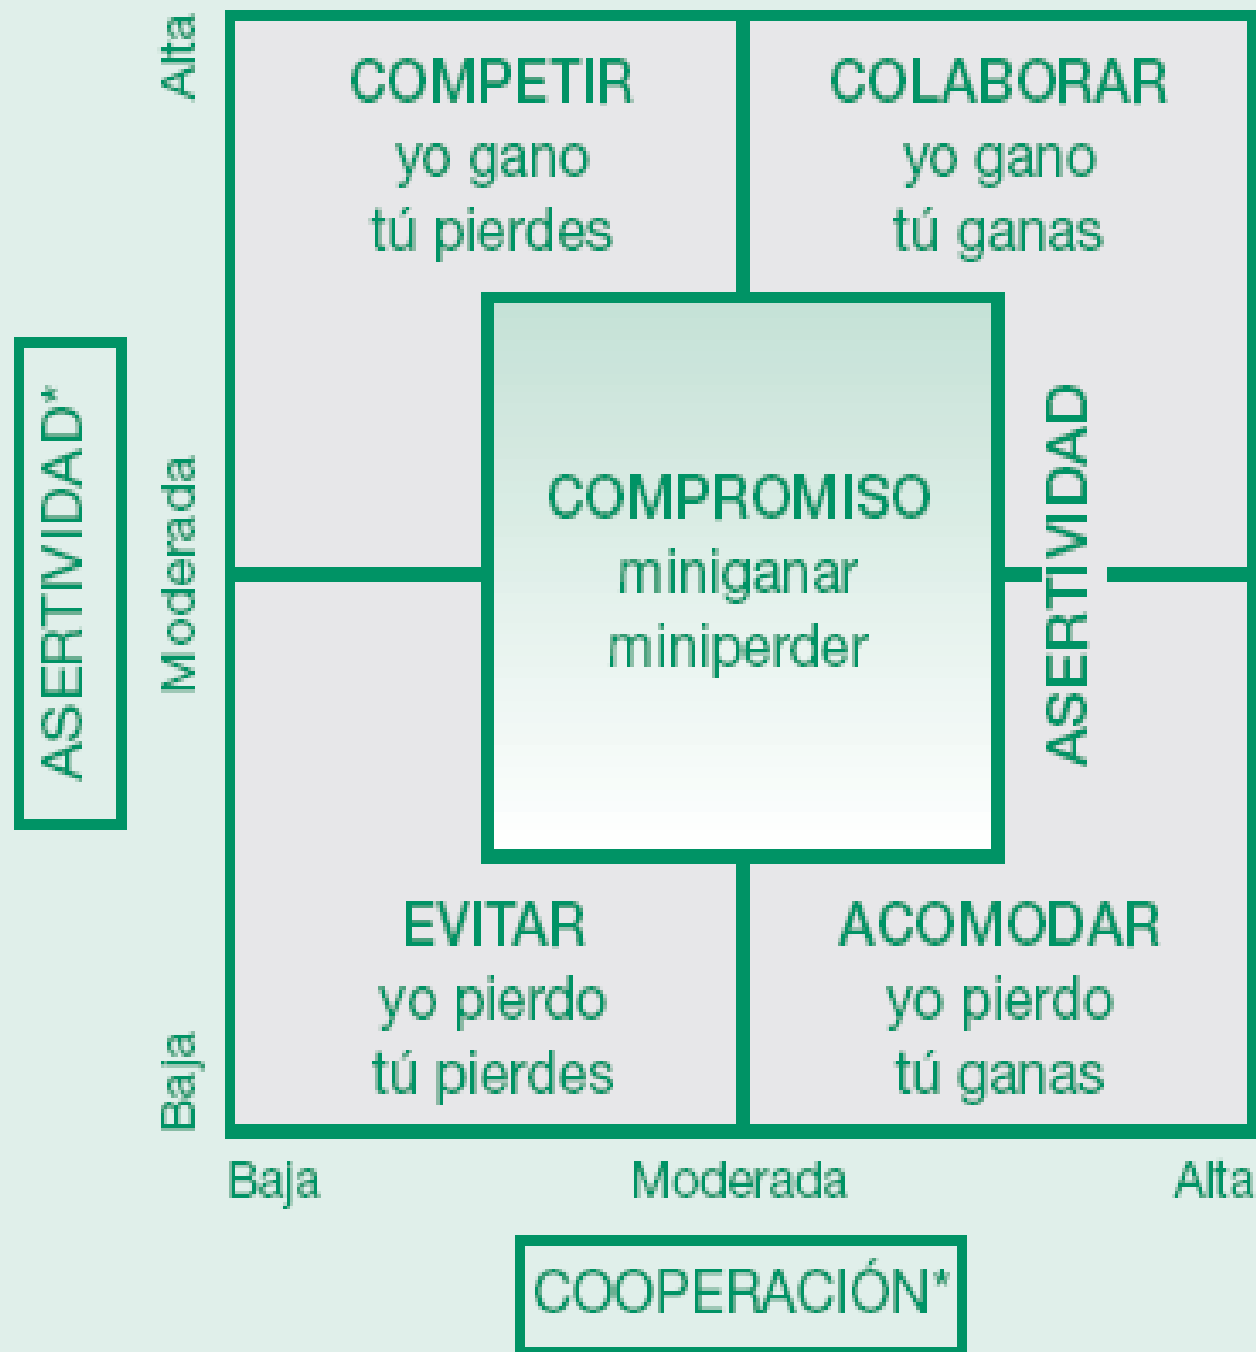 Alta
COMPETIR
yo gano
tú pierdes
COLABORAR
yo gano
tú ganas
ASERTIVIDAD*
Moderada
COMPROMISO
miniganar
miniperder
ASERTIVIDAD
EVITAR
yo pierdo
tú pierdes
ACOMODAR
yo pierdo
tú ganas
Baja
Baja
Moderada
Alta
COOPERACIÓN*